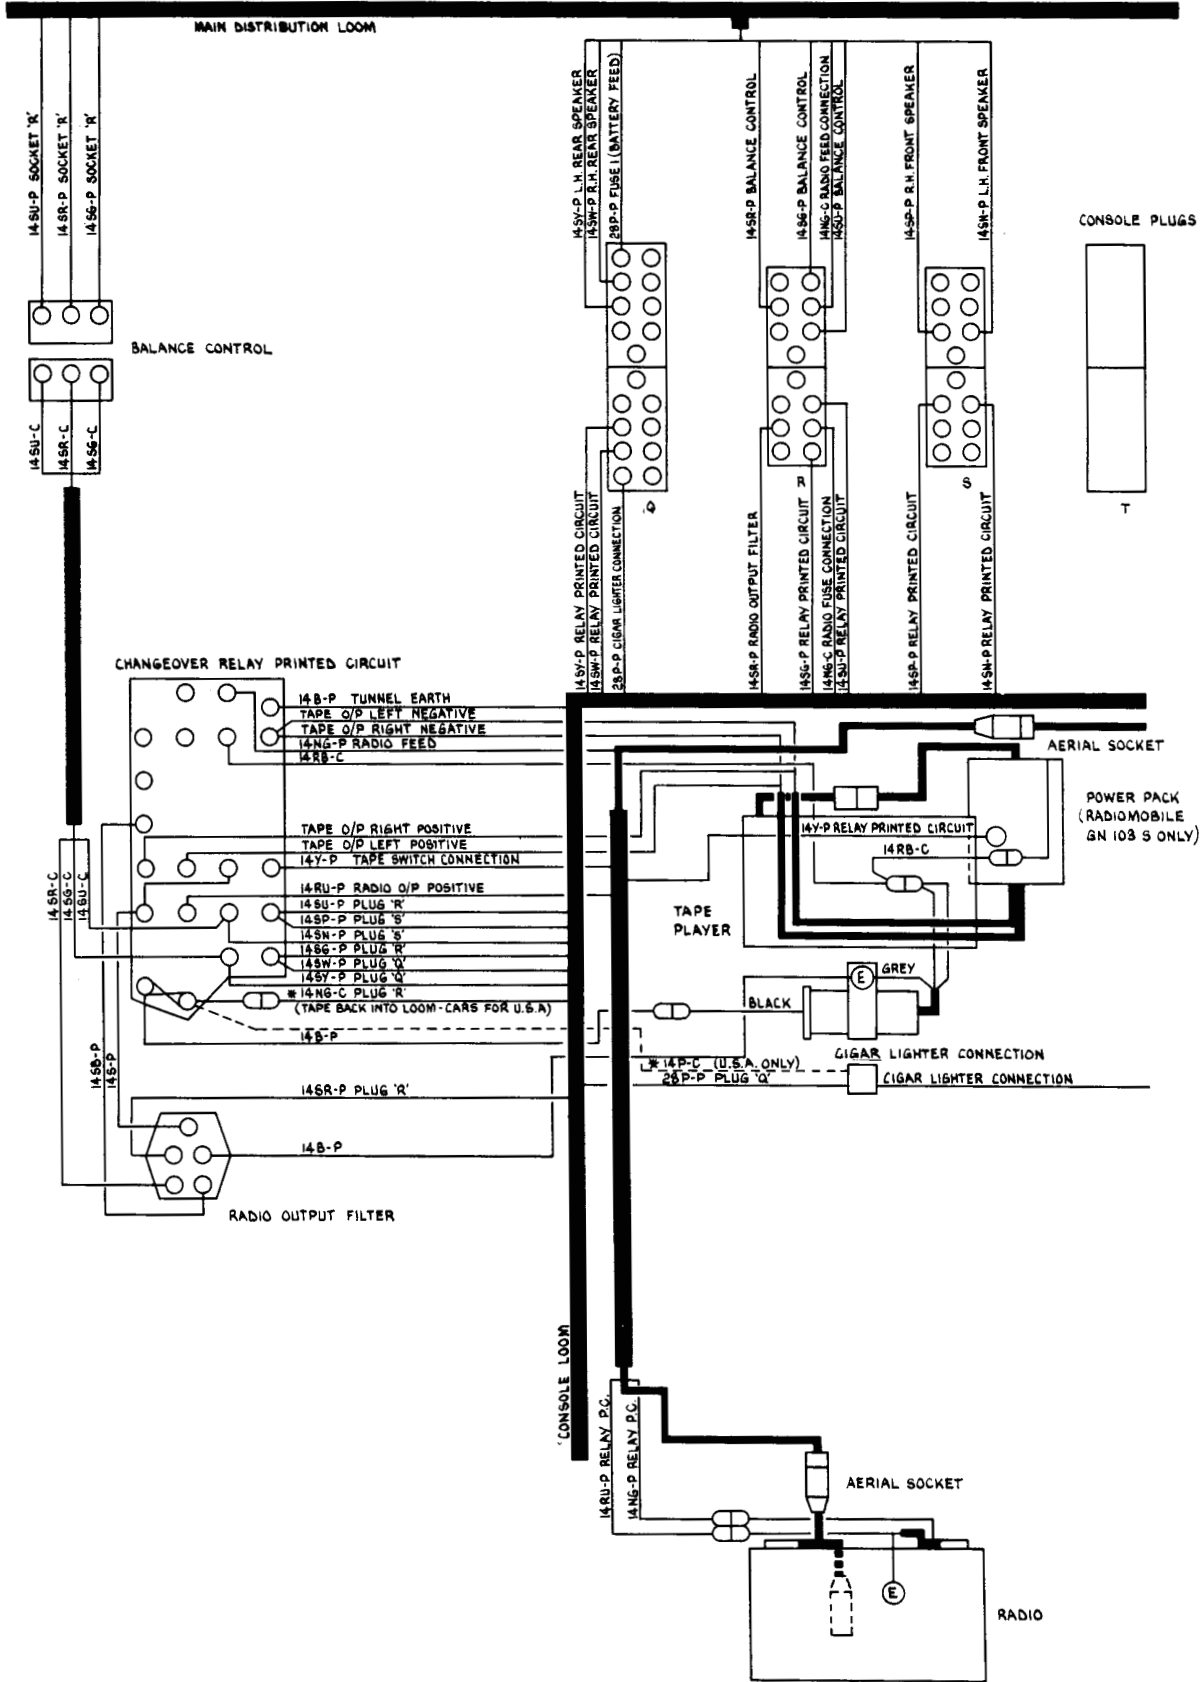 MAIN DISTRIBUTION LOOM
14SU-P SOCKET 'R'
14SR-P SOCKET 'R'
14SG-P SOCKET 'R'
14SY-P L.H. REAR SPEAKER
14SW-P R.H. REAR SPEAKER
28P-P FUSE 1 (BATTERY FEED)
14SR-P BALANCE CONTROL
14SG-P BALANCE CONTROL
14NG-C RADIO FEED CONNECTION
14SU-P BALANCE CONTROL
14SP-P R.H. FRONT SPEAKER
14SN-P L.H. FRONT SPEAKER
CONSOLE PLUGS
BALANCE CONTROL
14SU-C
14SR-C
14SG-C
Q
R
S
T
14SY-P RELAY PRINTED CIRCUIT
14SW-P RELAY PRINTED CIRCUIT
28P-P CIGAR LIGHTER CONNECTION
14SR-P RADIO OUTPUT FILTER
14SG-P RELAY PRINTED CIRCUIT
14NG-C RADIO FUSE CONNECTION
14SU-P RELAY PRINTED CIRCUIT
14SP-P RELAY PRINTED CIRCUIT
14SN-P RELAY PRINTED CIRCUIT
CHANGEOVER RELAY PRINTED CIRCUIT
14B-P TUNNEL EARTH
TAPE O/P LEFT NEGATIVE
TAPE O/P RIGHT NEGATIVE
14NG-P RADIO FEED
14RB-C
AERIAL SOCKET
POWER PACK
(RADIOMOBILE
GN 103 S ONLY)
TAPE O/P RIGHT POSITIVE
TAPE O/P LEFT POSITIVE
14Y-P TAPE SWITCH CONNECTION
14Y-P RELAY PRINTED CIRCUIT
14RB-C
14RU-P RADIO O/P POSITIVE
14SU-P PLUG 'R'
14SP-P PLUG 'S'
14SN-P PLUG 'S'
14SG-P PLUG 'R'
14SW-P PLUG 'Q'
14SY-P PLUG 'Q'
* 14NG-C PLUG 'R'
(TAPE BACK INTO LOOM-CARS FOR U.S.A)
14B-P
14SR-C
14SG-C
14SU-C
TAPE
PLAYER
E
GREY
BLACK
CIGAR LIGHTER CONNECTION
* 14P-C (U.S.A. ONLY)
28P-P PLUG 'Q'
CIGAR LIGHTER CONNECTION
14SB-P
14S-P
14SR-P PLUG 'R'
14B-P
RADIO OUTPUT FILTER
'CONSOLE LOOM
14RU-P RELAY P.C.
14NG-P RELAY P.C.
AERIAL SOCKET
E
RADIO